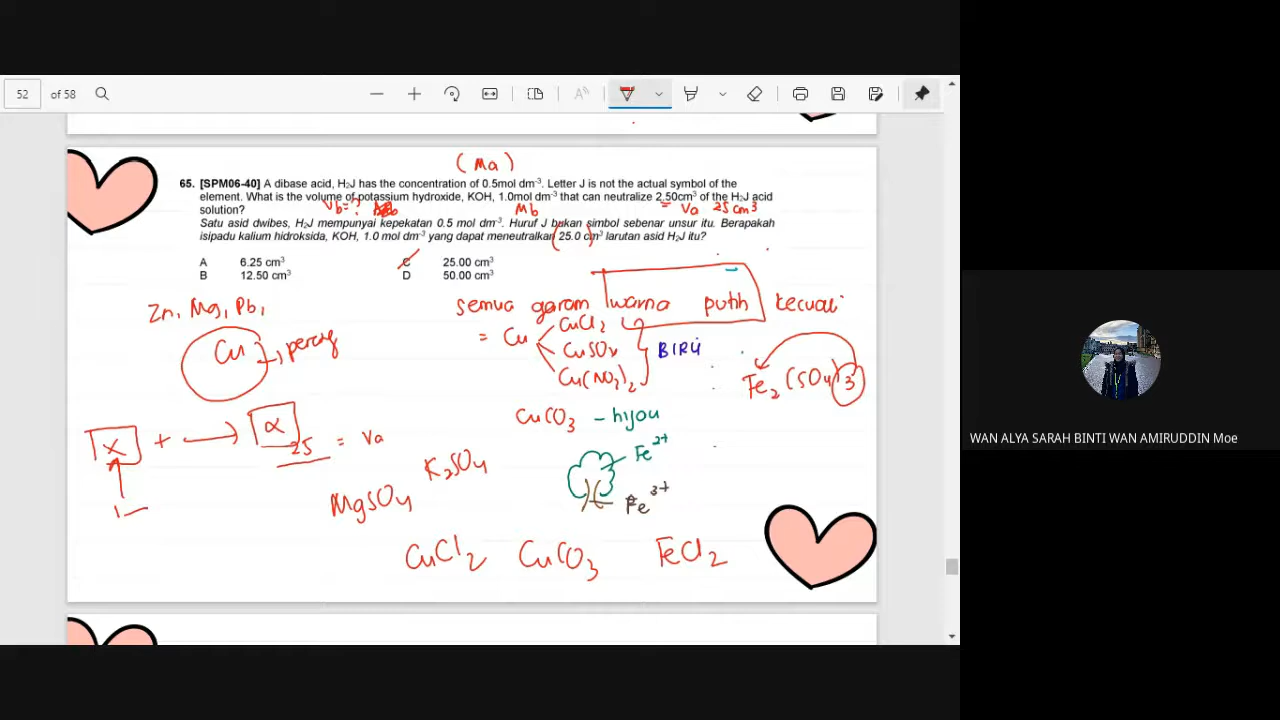 52 of 58
(Ma)
65. [SPM06-40] A dibase acid, H₂J has the concentration of 0.5mol dm⁻³. Letter J is not the actual symbol of the
element. What is the volume of potassium hydroxide, KOH, 1.0mol dm⁻³ that can neutralize 2.50cm³ of the H₂J acid
Vb=? Mb = Va 25 cm³
solution?
Satu asid dwibes, H₂J mempunyai kepekatan 0.5 mol dm⁻³. Huruf J bukan simbol sebenar unsur itu. Berapakah
isipadu kalium hidroksida, KOH, 1.0 mol dm⁻³ yang dapat meneutralkan (25.0 cm³) larutan asid H₂J itu?
A 6.25 cm³ C 25.00 cm³
B 12.50 cm³ D 50.00 cm³
Zn, Mg, Pb,
semua garam warna putih kecuali
= Cu CuCl₂
CuSO₄ BIRU
Cu(NO₃)₂
Cu
Fe₂(SO₄)3
CuCO₃ - hijau
X + → α
25 = Va
K₂SO₄
Fe²⁺
MgSO₄
Fe³⁺
CuCl₂ CuCO₃ FeCl₂
WAN ALYA SARAH BINTI WAN AMIRUDDIN Moe